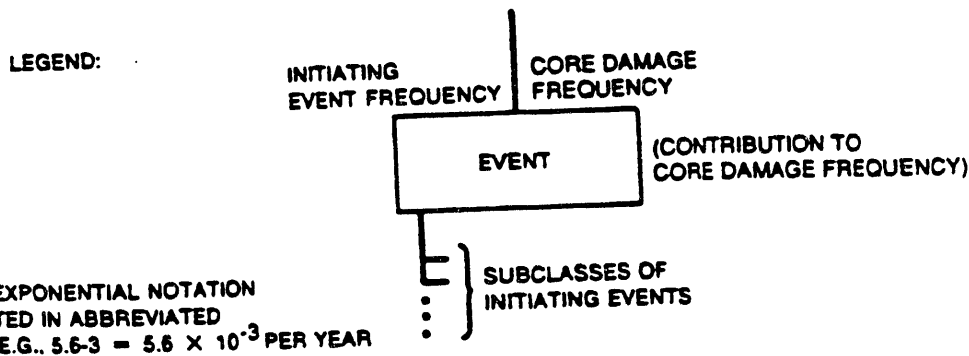 LEGEND:
INITIATING
EVENT FREQUENCY
CORE DAMAGE
FREQUENCY
EVENT
(CONTRIBUTION TO
CORE DAMAGE FREQUENCY)
SUBCLASSES OF
INITIATING EVENTS
EXPONENTIAL NOTATION
TED IN ABBREVIATED
E.G., 5.6-3 = 5.6 X 10-3 PER YEAR